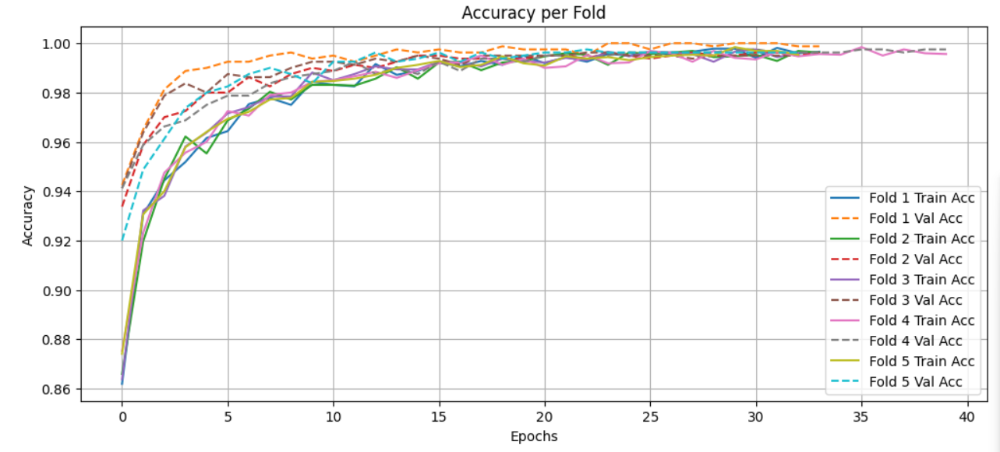 Accuracy per Fold
Accuracy
1.00
0.98
0.96
0.94
0.92
0.90
0.88
0.86
0 5 10 15 20 25 30 35 40
Epochs
Fold 1 Train Acc
Fold 1 Val Acc
Fold 2 Train Acc
Fold 2 Val Acc
Fold 3 Train Acc
Fold 3 Val Acc
Fold 4 Train Acc
Fold 4 Val Acc
Fold 5 Train Acc
Fold 5 Val Acc